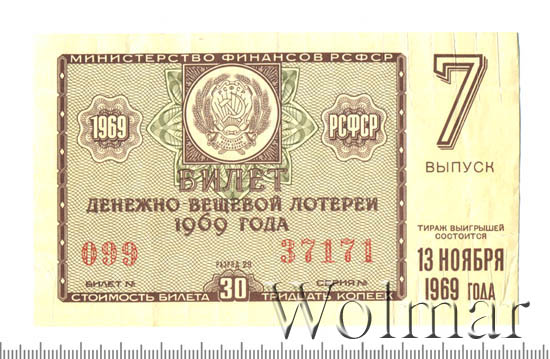 МИНИСТЕРСТВО ФИНАНСОВ РСФСР
1969
РСФСР
БИЛЕТ
ДЕНЕЖНО ВЕЩЕВОЙ ЛОТЕРЕИ
1969 ГОДА
099
РАЗРЯД 29
37171
БИЛЕТ №
СЕРИЯ №
СТОИМОСТЬ БИЛЕТА 30 ТРИДЦАТЬ КОПЕЕК
7
ВЫПУСК
ТИРАЖ ВЫИГРЫШЕЙ
СОСТОИТСЯ
13 НОЯБРЯ
1969 ГОДА
Wolmar
Wolmar